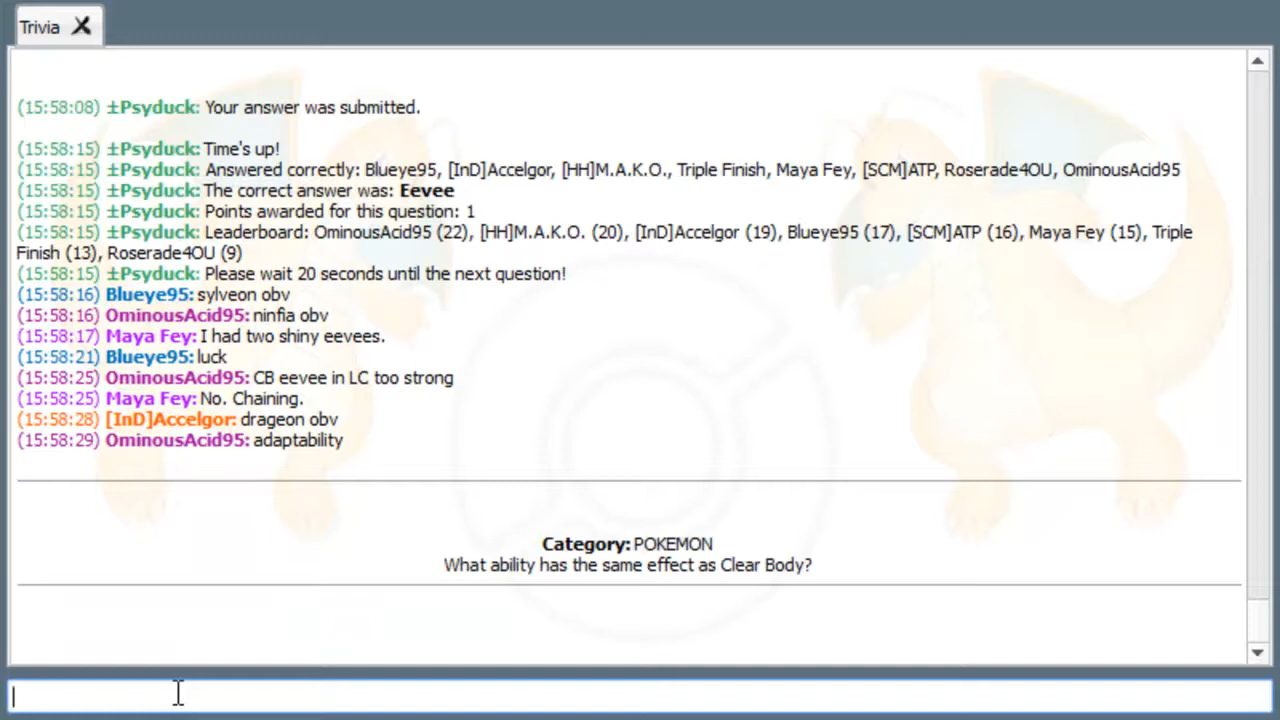 Trivia X
(15:58:08) ±Psyduck: Your answer was submitted.
(15:58:15) ±Psyduck: Time's up!
(15:58:15) ±Psyduck: Answered correctly: Blueye95, [InD]Accelgor, [HH]M.A.K.O., Triple Finish, Maya Fey, [SCM]ATP, Roserade4OU, OminousAcid95
(15:58:15) ±Psyduck: The correct answer was: Eevee
(15:58:15) ±Psyduck: Points awarded for this question: 1
(15:58:15) ±Psyduck: Leaderboard: OminousAcid95 (22), [HH]M.A.K.O. (20), [InD]Accelgor (19), Blueye95 (17), [SCM]ATP (16), Maya Fey (15), Triple
Finish (13), Roserade4OU (9)
(15:58:15) ±Psyduck: Please wait 20 seconds until the next question!
(15:58:16) Blueye95: sylveon obv
(15:58:16) OminousAcid95: ninfia obv
(15:58:17) Maya Fey: I had two shiny eevees.
(15:58:21) Blueye95: luck
(15:58:25) OminousAcid95: CB eevee in LC too strong
(15:58:25) Maya Fey: No. Chaining.
(15:58:28) [InD]Accelgor: drageon obv
(15:58:29) OminousAcid95: adaptability
Category: POKEMON
What ability has the same effect as Clear Body?